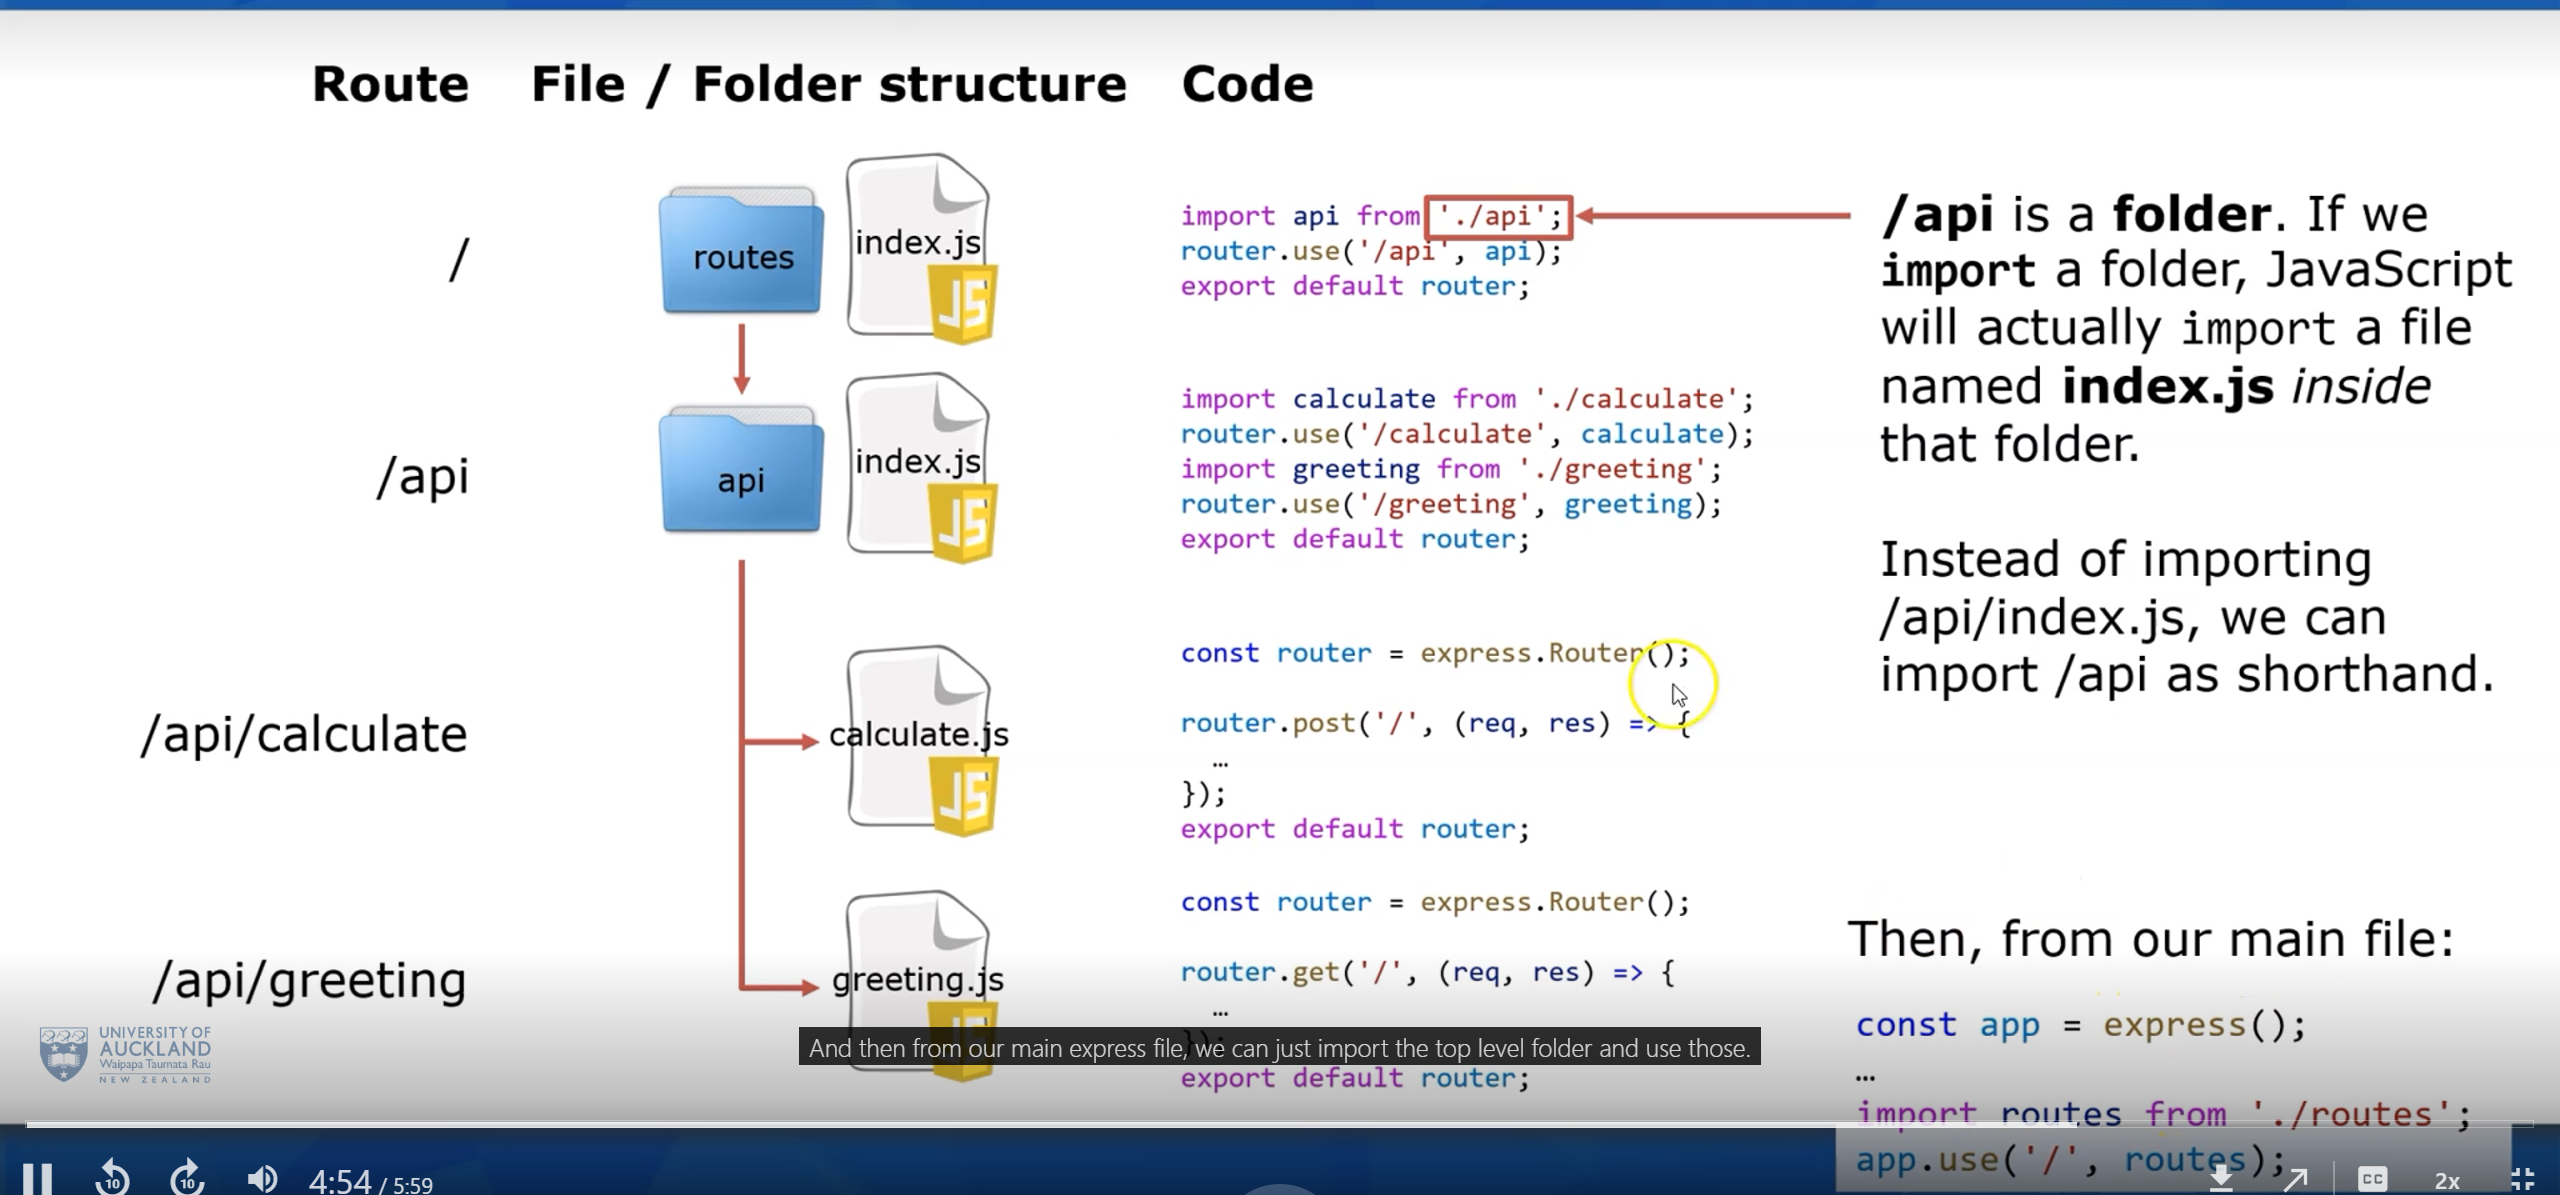 Route
File / Folder structure
Code
/
routes
index.js
import api from './api';
router.use('/api', api);
export default router;
/api is a folder. If we
import a folder, JavaScript
will actually import a file
named index.js inside
that folder.
/api
api
index.js
import calculate from './calculate';
router.use('/calculate', calculate);
import greeting from './greeting';
router.use('/greeting', greeting);
export default router;
Instead of importing
/api/index.js, we can
import /api as shorthand.
/api/calculate
calculate.js
const router = express.Router();
router.post('/', (req, res) => {
…
});
export default router;
/api/greeting
greeting.js
const router = express.Router();
router.get('/', (req, res) => {
…
export default router;
Then, from our main file:
const app = express();
…
import routes from './routes';
app.use('/', routes);
JS
JS
JS
UNIVERSITY OF
AUCKLAND
Waipapa Taumata Rau
NEW ZEALAND
And then from our main express file, we can just import the top level folder and use those.
10
10
4:54 / 5:59
CC
2x